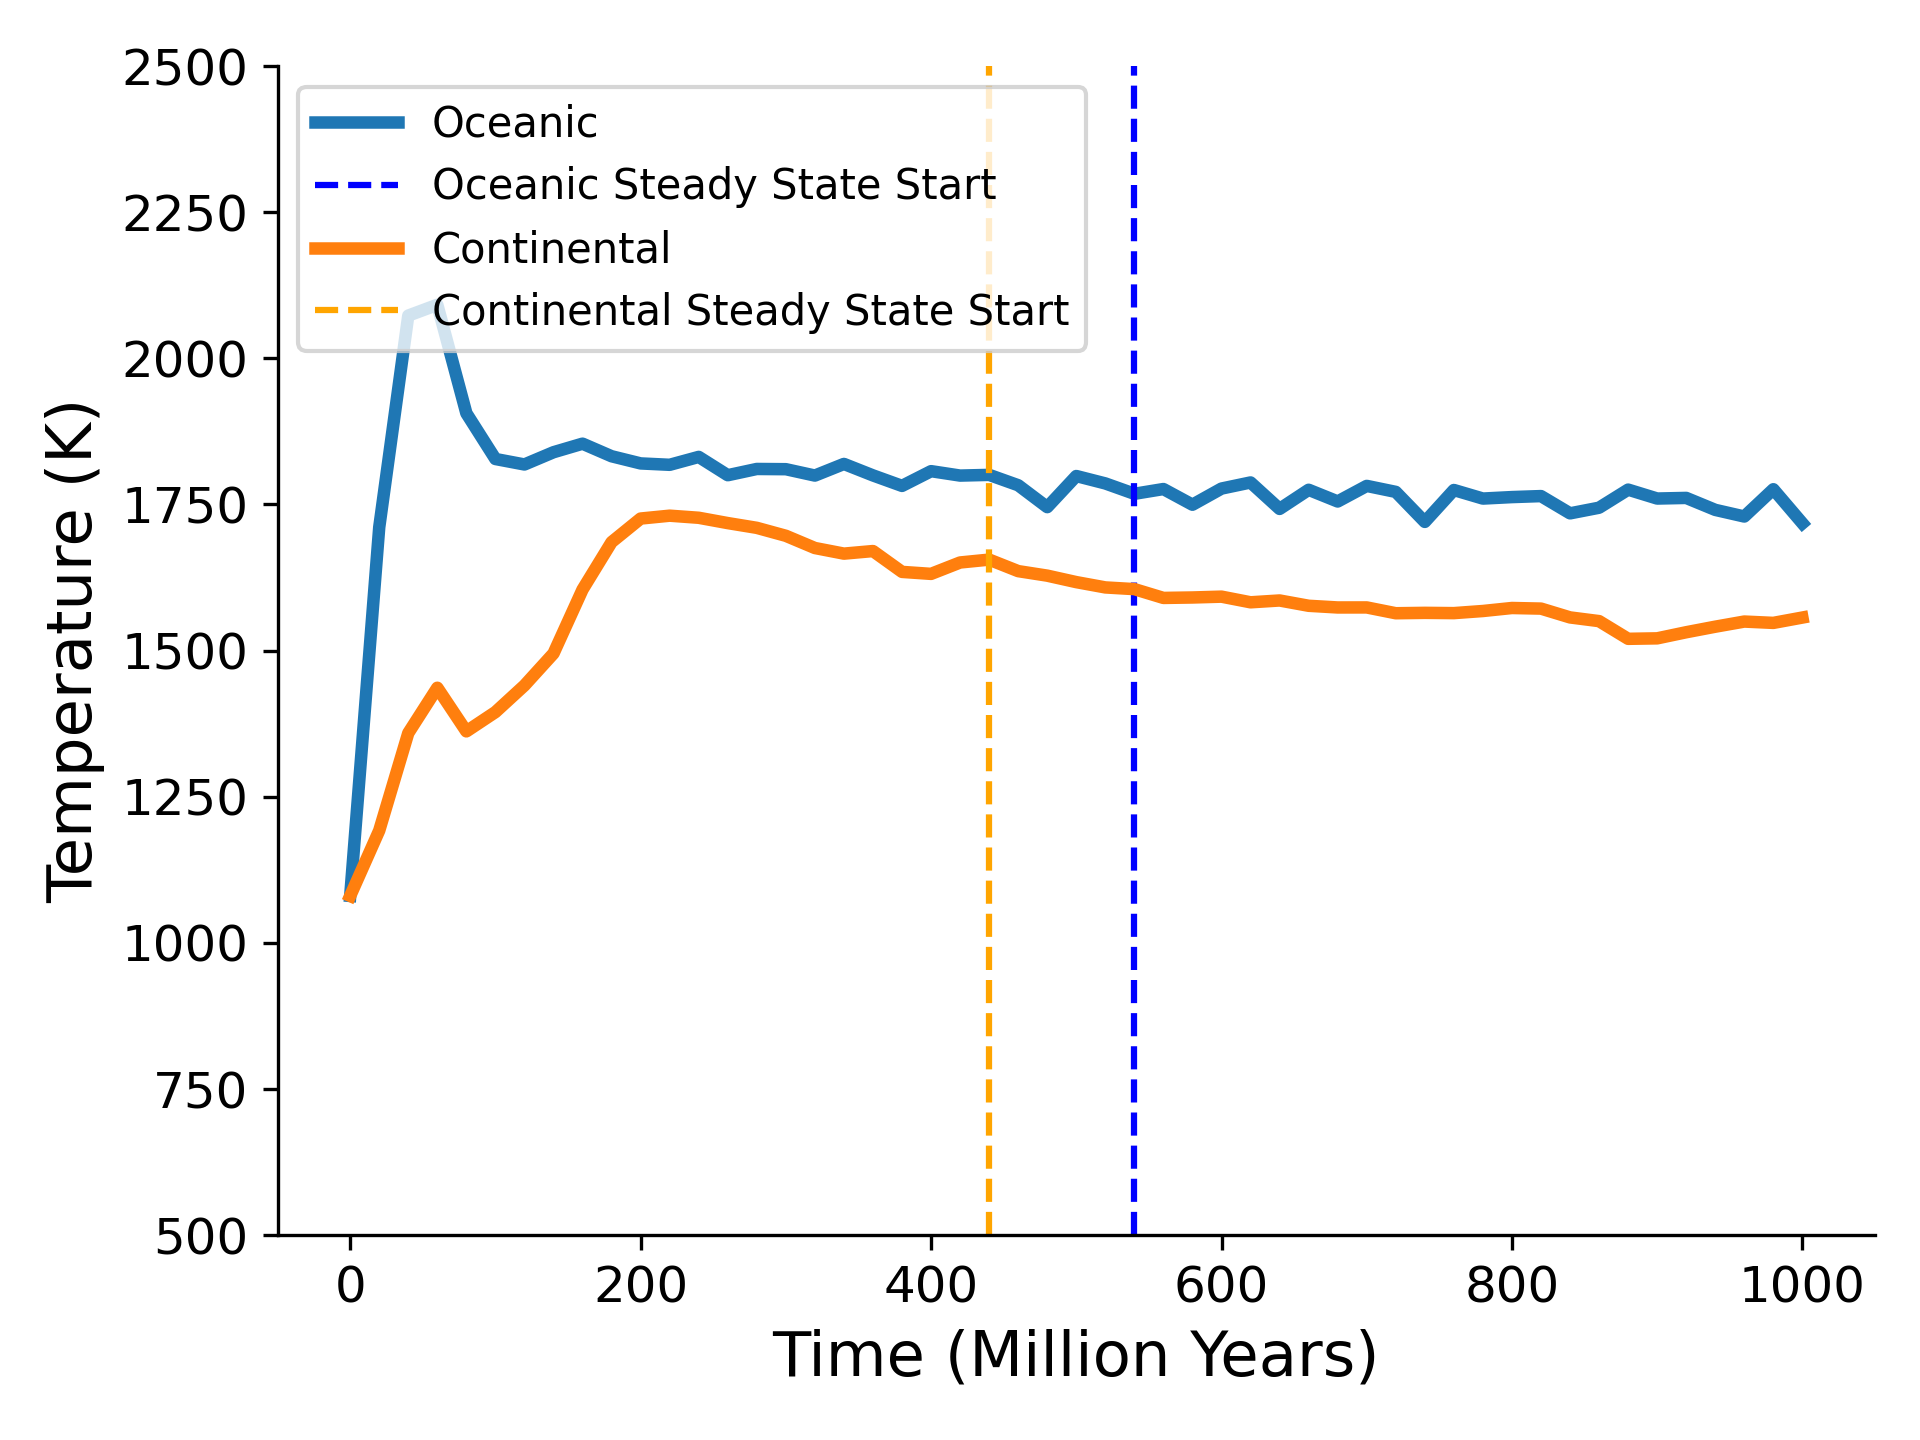 2500
2250
2000
1750
1500
1250
1000
750
500
Temperature (K)
Oceanic
Oceanic Steady State Start
Continental
Continental Steady State Start
0 200 400 600 800 1000
Time (Million Years)